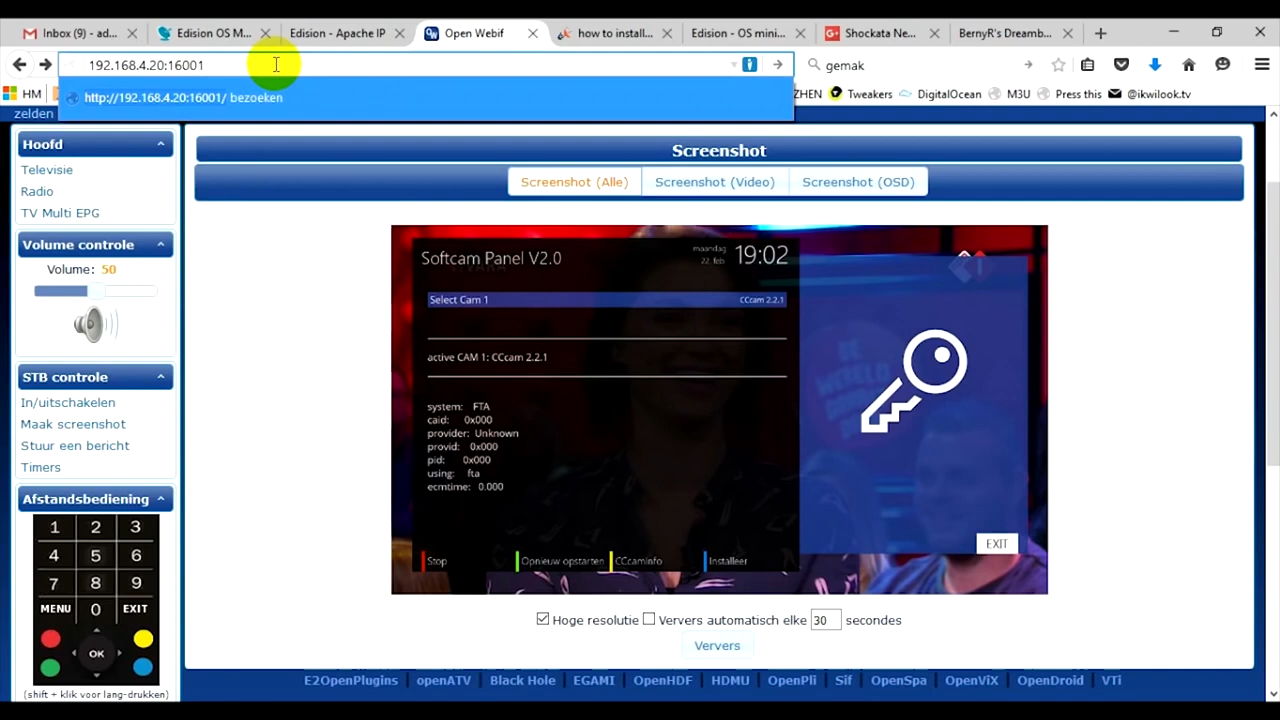 Inbox (9) - ad...
Edision OS M...
Edision - Apache IP
Open Webif
how to install...
Edision - OS mini...
Shockata Ne...
BernyR's Dreamb...
192.168.4.20:16001
gemak
http://192.168.4.20:16001/ bezoeken
HM
ZHEN
Tweakers
DigitalOcean
M3U
Press this
@ikwilook.tv
zelden
Hoofd
Televisie
Radio
TV Multi EPG
Volume controle
Volume: 50
STB controle
In/uitschakelen
Maak screenshot
Stuur een bericht
Timers
Afstandsbediening
1 2 3
4 5 6
7 8 9
MENU 0 EXIT
OK
(shift + klik voor lang-drukken)
Screenshot
Screenshot (Alle)
Screenshot (Video)
Screenshot (OSD)
Softcam Panel V2.0
maandag
22. feb
19:02
Select Cam 1
CCcam 2.2.1
active CAM 1: CCcam 2.2.1
system: FTA
caid: 0x000
provider: Unknown
provid: 0x000
pid: 0x000
using: fta
ecmtime: 0.000
Stop
Opnieuw opstarten
CCcamInfo
Installeer
EXIT
Hoge resolutie
Ververs automatisch elke 30 secondes
Ververs
E2OpenPlugins
openATV
Black Hole
EGAMI
OpenHDF
HDMU
OpenPli
Sif
OpenSpa
OpenViX
OpenDroid
VTi